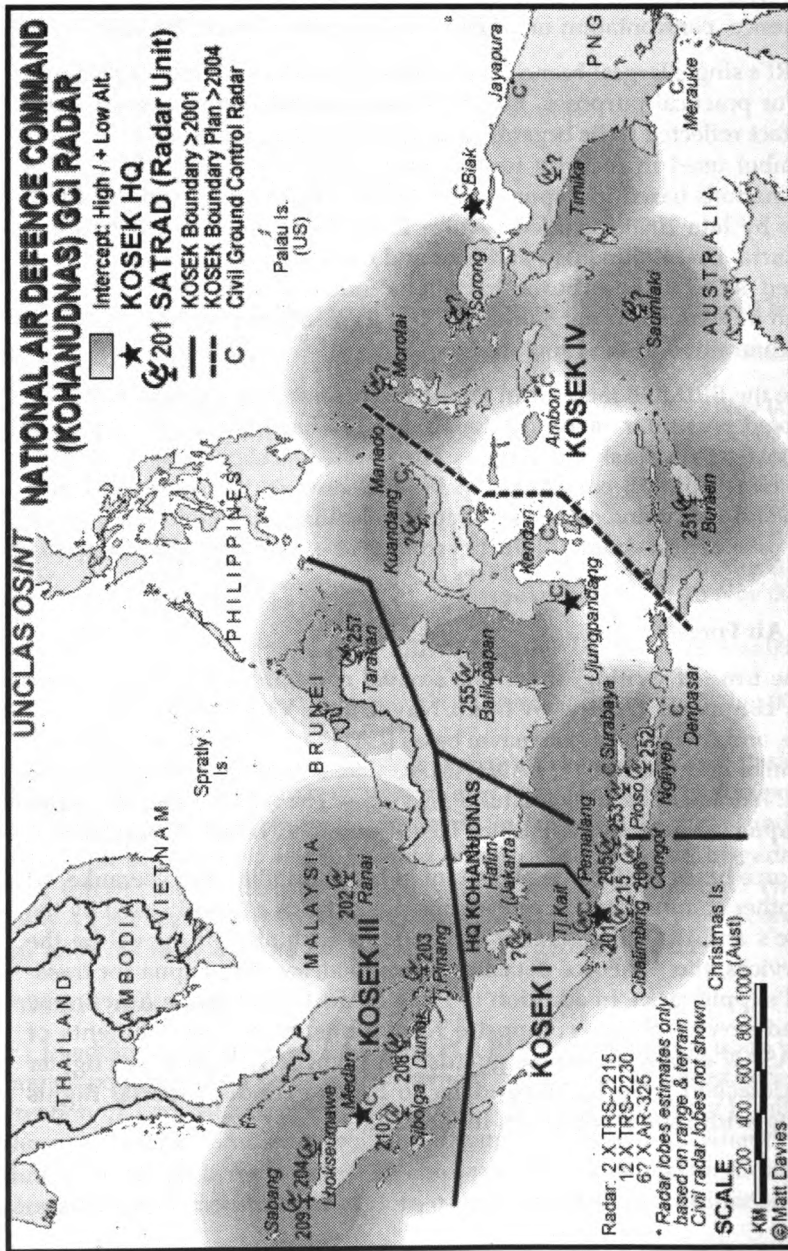 UNCLAS OSINT
NATIONAL AIR DEFENCE COMMAND
(KOHANUDNAS) GCI RADAR
Intercept: High / + Low Alt.
KOSEK HQ
201 SATRAD (Radar Unit)
KOSEK Boundary >2001
KOSEK Boundary Plan >2004
C Civil Ground Control Radar
THAILAND
CAMBODIA
VIETNAM
Spratly
Is.
PHILIPPINES
Palau Is.
(US)
MALAYSIA
BRUNEI
Sabang
209
204
Lhokseumawe
Medan
C
210
208
Sibolga
Dumai
203
Tj Pinang
202
Ranai
KOSEK III
257
Tarakan
255
Balikpapan
Kuandang
?
Manado
C
Morotai
?
Sorong
?
C Biak
Jayapura
C
PNG
Timika
?
C
Merauke
KOSEK I
HQ KOHANUDNAS
Halim
(Jakarta)
?
Tj Kait
201
Pemalang
205
215
Cibalimbing
206
Congot
253
C Surabaya
Ploso
252
Ngliyep
C
Denpasar
Ujungpandang
C
Kendari
C
Ambon C
KOSEK IV
251
Buraen
?
Saumlaki
AUSTRALIA
Christmas Is.
(Aust)
Radar: 2 X TRS-2215
12 X TRS-2230
6? X AR-325
* Radar lobes estimates only
based on range & terrain
Civil radar lobes not shown
SCALE
KM 200 400 600 800 1000
© Matt Davies